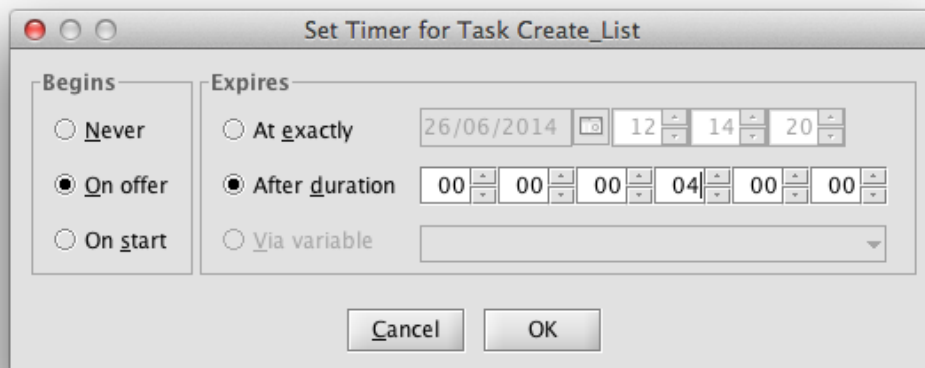 Set Timer for Task Create_List
Begins
Never
On offer
On start
Expires
At exactly 26/06/2014 12 14 20
After duration 00 00 00 04 00 00
Via variable
Cancel OK